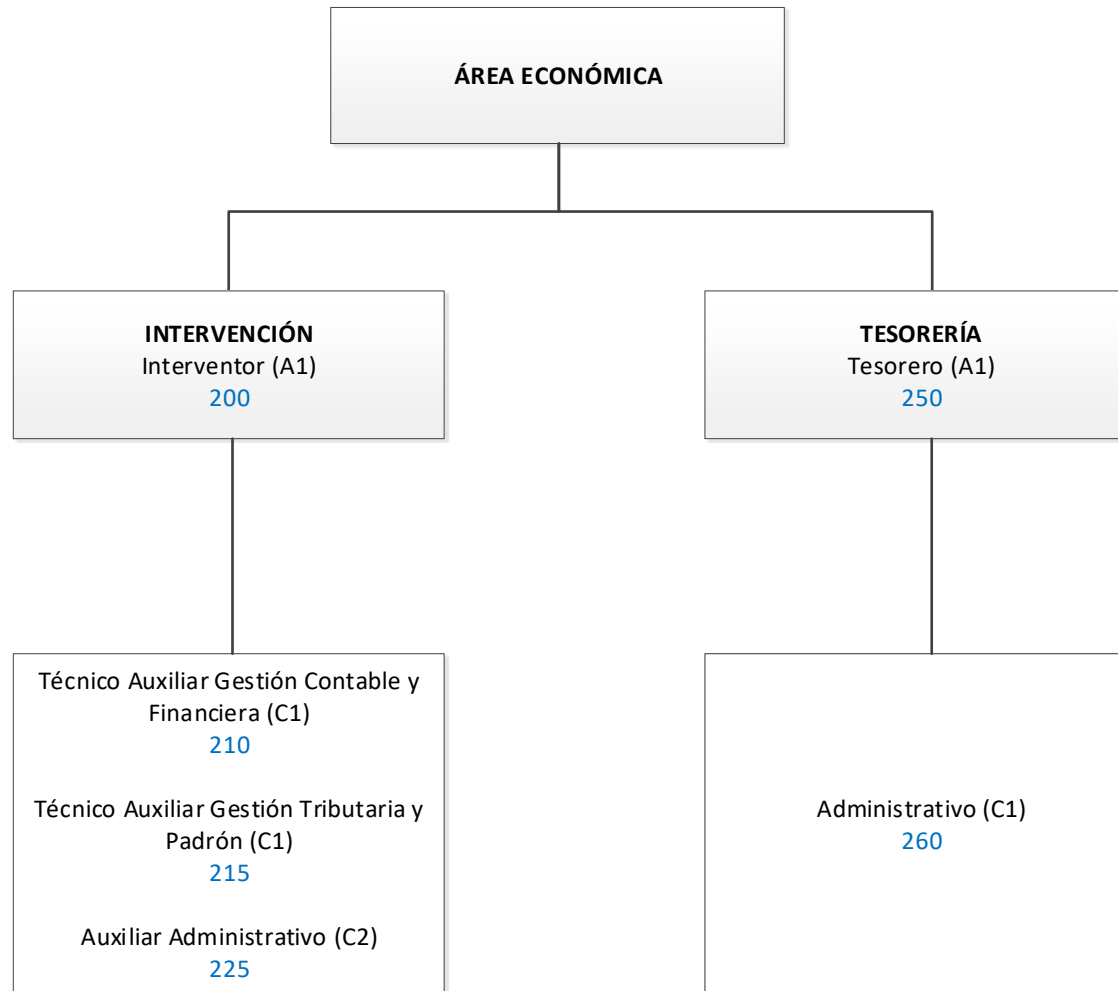 ÁREA ECONÓMICA
INTERVENCIÓN
Interventor (A1)
200
TESORERÍA
Tesorero (A1)
250
Técnico Auxiliar Gestión Contable y
Financiera (C1)
210
Técnico Auxiliar Gestión Tributaria y
Padrón (C1)
215
Auxiliar Administrativo (C2)
225
Administrativo (C1)
260